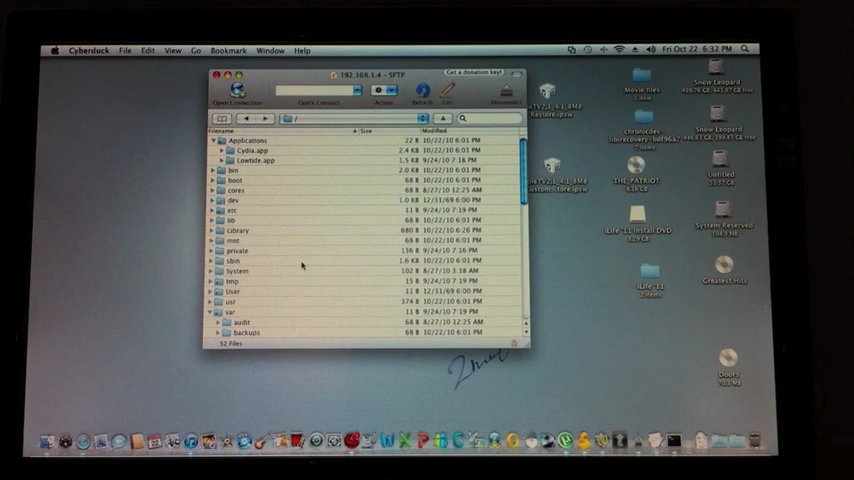 Cyberduck File Edit View Go Bookmark Window Help
Fri Oct 22 6:32 PM
192.168.1.4 – SFTP
Get a donation key!
Open Connection Quick Connect Action Refresh Edit Disconnect
/
Filename Size Modified
Applications 22 B 10/22/10 6:01 PM
Cydia.app 2.4 KB 10/22/10 6:01 PM
Lowtide.app 1.5 KB 9/24/10 7:18 PM
bin 2.0 KB 10/22/10 6:01 PM
boot 68 B 10/22/10 6:01 PM
cores 68 B 8/27/10 12:25 AM
dev 1.0 KB 12/31/69 6:00 PM
etc 11 B 9/24/10 7:19 PM
lib 68 B 10/22/10 6:01 PM
Library 680 B 10/22/10 6:26 PM
mnt 68 B 10/22/10 6:01 PM
private 136 B 9/24/10 7:16 PM
sbin 1.6 KB 10/22/10 6:01 PM
System 102 B 8/27/10 3:18 AM
tmp 15 B 9/24/10 7:19 PM
User 11 B 12/31/69 6:00 PM
usr 374 B 10/22/10 6:01 PM
var 11 B 9/24/10 7:19 PM
audit 68 B 8/27/10 12:25 AM
backups 68 B 10/22/10 6:01 PM
52 Files
Movie files
1 item
chronicdev-
7 items
THE_PATRIOT
iLife '11 Install DVD
iLife '11
2 items
Snow Leopard
Snow Leopard
Untitled
System Reserved
Greatest Hits
Doors